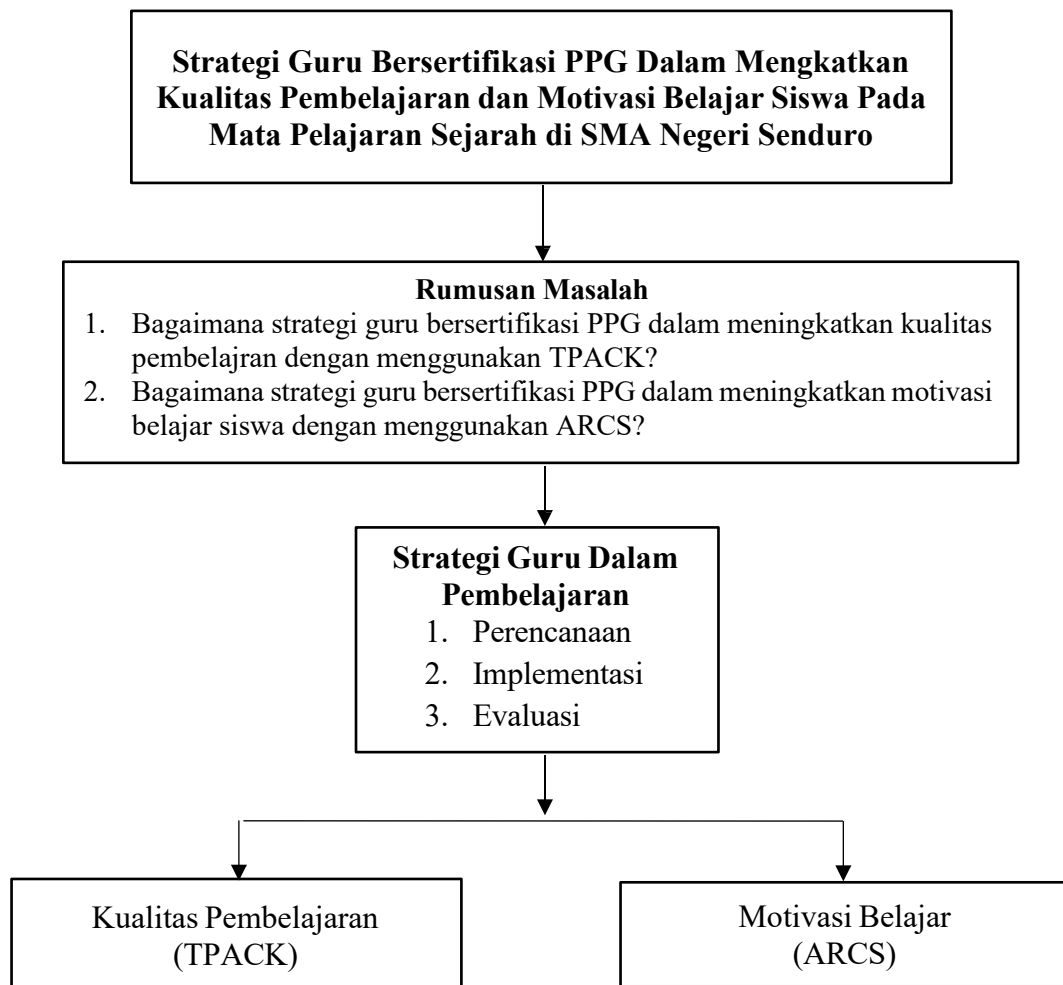 Strategi Guru Bersertifikasi PPG Dalam Mengkatkan
Kualitas Pembelajaran dan Motivasi Belajar Siswa Pada
Mata Pelajaran Sejarah di SMA Negeri Senduro
Rumusan Masalah
1. Bagaimana strategi guru bersertifikasi PPG dalam meningkatkan kualitas
pembelajran dengan menggunakan TPACK?
2. Bagaimana strategi guru bersertifikasi PPG dalam meningkatkan motivasi
belajar siswa dengan menggunakan ARCS?
Strategi Guru Dalam
Pembelajaran
1. Perencanaan
2. Implementasi
3. Evaluasi
Kualitas Pembelajaran
(TPACK)
Motivasi Belajar
(ARCS)